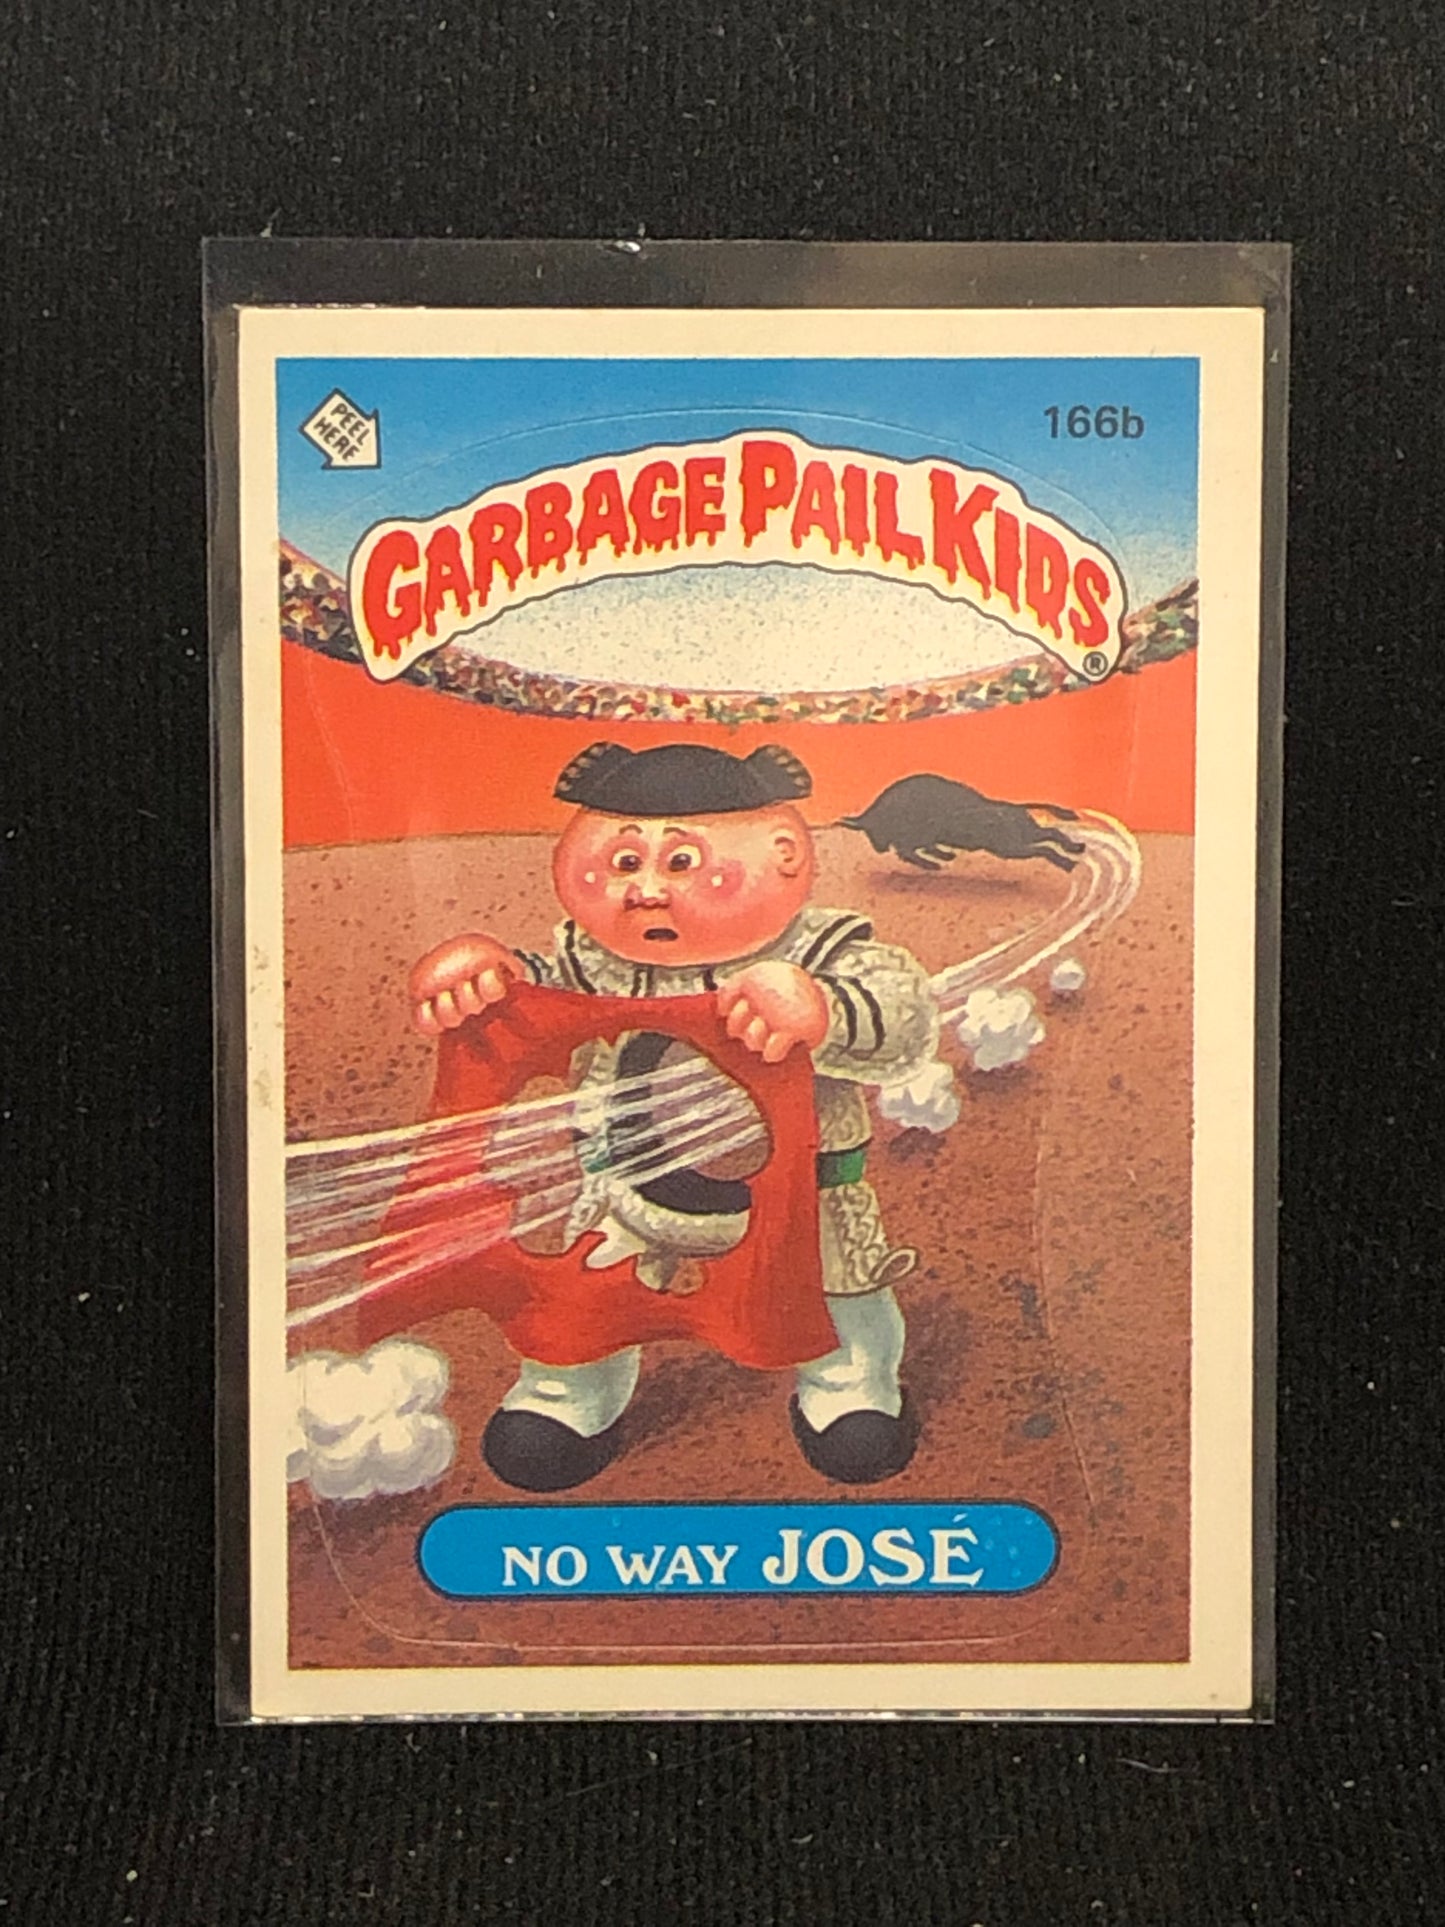 PEEL
HERE
166b
GARBAGE PAIL KIDS
®
NO WAY JOSÉ